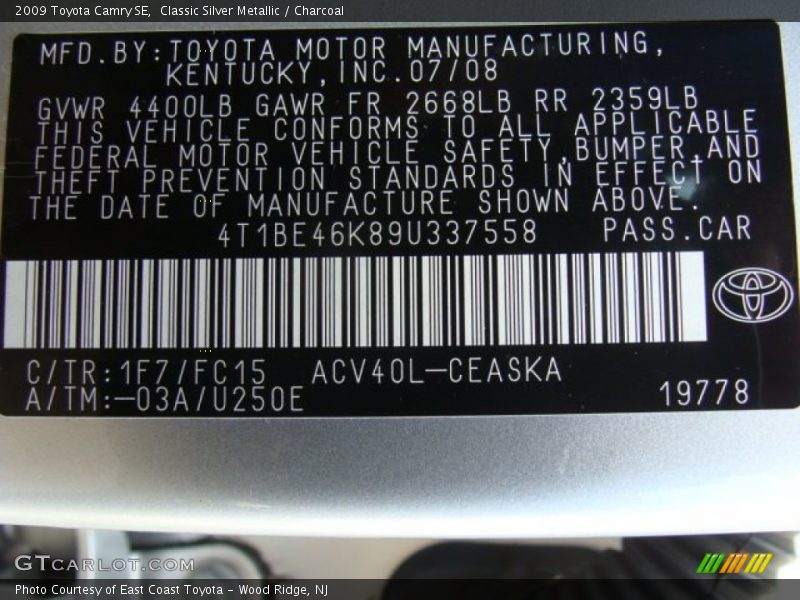 2009 Toyota Camry SE,  Classic Silver Metallic / Charcoal
MFD.BY:TOYOTA MOTOR MANUFACTURING,
KENTUCKY,INC.07/08
GVWR 4400LB GAWR FR 2668LB RR 2359LB
THIS VEHICLE CONFORMS TO ALL APPLICABLE
FEDERAL MOTOR VEHICLE SAFETY,BUMPER,AND
THEFT PREVENTION STANDARDS IN EFFECT ON
THE DATE OF MANUFACTURE SHOWN ABOVE.
4T1BE46K89U337558 PASS.CAR
C/TR:1F7/FC15 ACV40L-CEASKA
A/TM:-03A/U250E
19778
GTCARLOT.COM
Photo Courtesy of East Coast Toyota - Wood Ridge, NJ